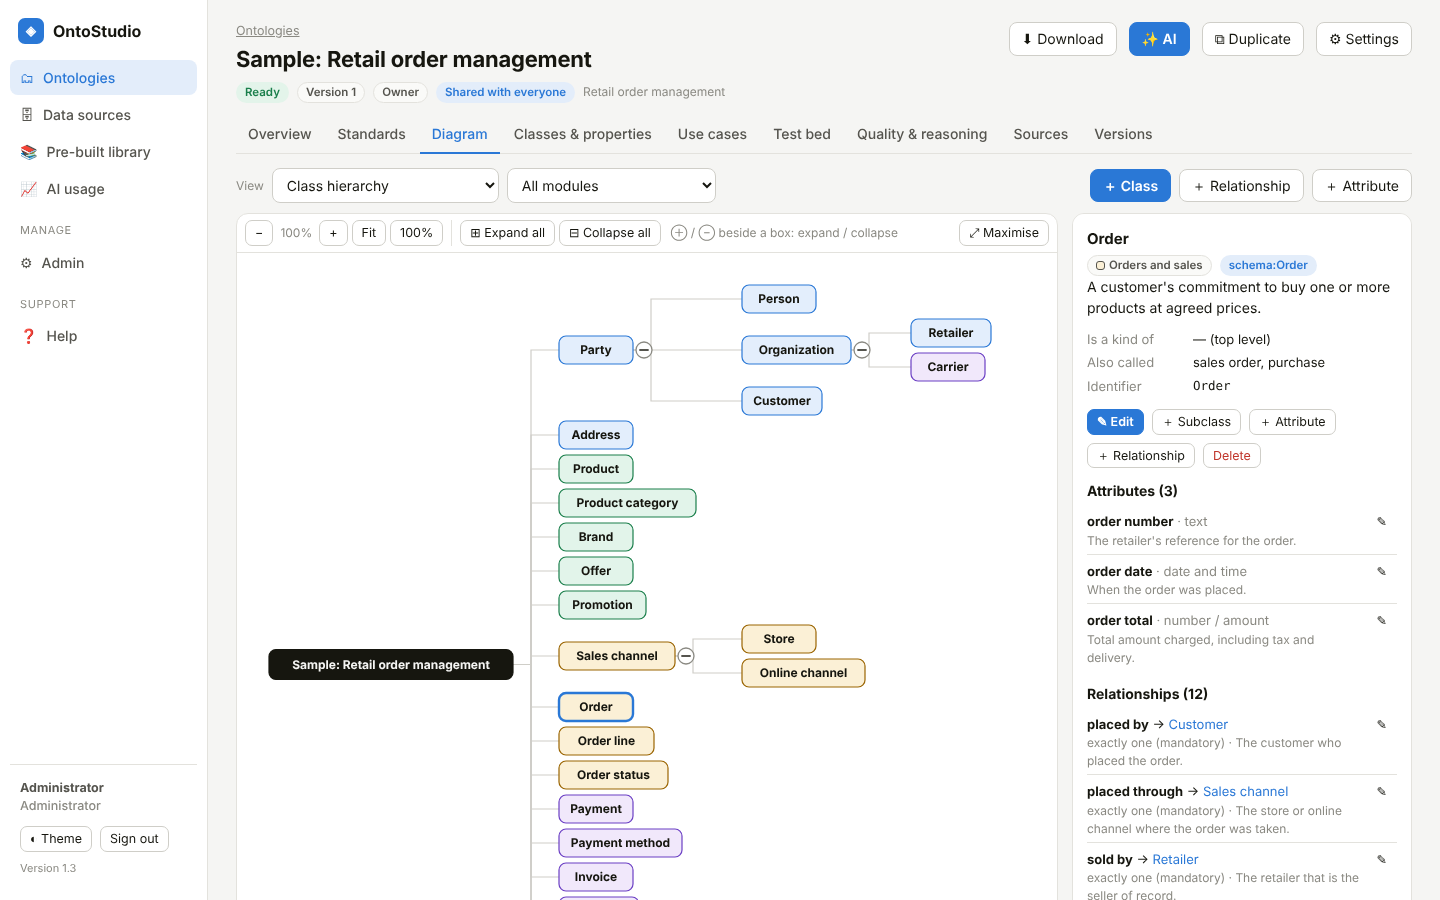 OntoStudio
Ontologies
Data sources
Pre-built library
AI usage
MANAGE
Admin
SUPPORT
Help
Administrator
Administrator
Theme
Sign out
Version 1.3
Ontologies
Sample: Retail order management
Ready
Version 1
Owner
Shared with everyone
Retail order management
Download
AI
Duplicate
Settings
Overview
Standards
Diagram
Classes & properties
Use cases
Test bed
Quality & reasoning
Sources
Versions
View
Class hierarchy
All modules
+ Class
+ Relationship
+ Attribute
−
100%
+
Fit
100%
Expand all
Collapse all
+ / − beside a box: expand / collapse
Maximise
Sample: Retail order management
Party
Person
Organization
Retailer
Carrier
Customer
Address
Product
Product category
Brand
Offer
Promotion
Sales channel
Store
Online channel
Order
Order line
Order status
Payment
Payment method
Invoice
Order
Orders and sales
schema:Order
A customer's commitment to buy one or more
products at agreed prices.
Is a kind of — (top level)
Also called sales order, purchase
Identifier Order
Edit
+ Subclass
+ Attribute
+ Relationship
Delete
Attributes (3)
order number · text
The retailer's reference for the order.
order date · date and time
When the order was placed.
order total · number / amount
Total amount charged, including tax and
delivery.
Relationships (12)
placed by → Customer
exactly one (mandatory) · The customer who
placed the order.
placed through → Sales channel
exactly one (mandatory) · The store or online
channel where the order was taken.
sold by → Retailer
exactly one (mandatory) · The retailer that is the
seller of record.